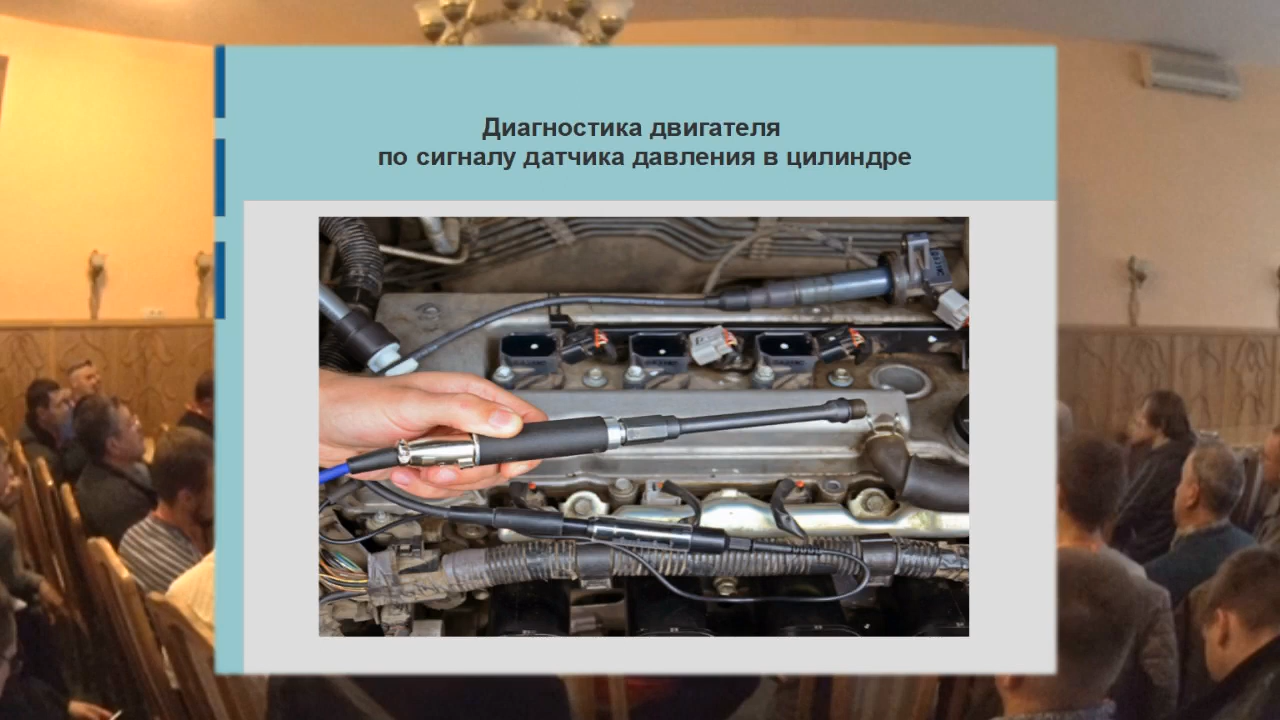 Диагностика двигателя
по сигналу датчика давления в цилиндре